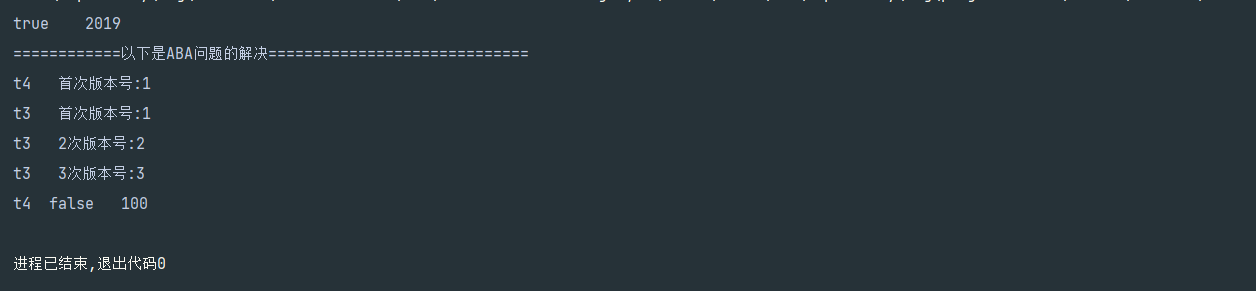 true    2019
============以下是ABA问题的解决=============================
t4   首次版本号:1
t3   首次版本号:1
t3   2次版本号:2
t3   3次版本号:3
t4  false   100
进程已结束,退出代码0